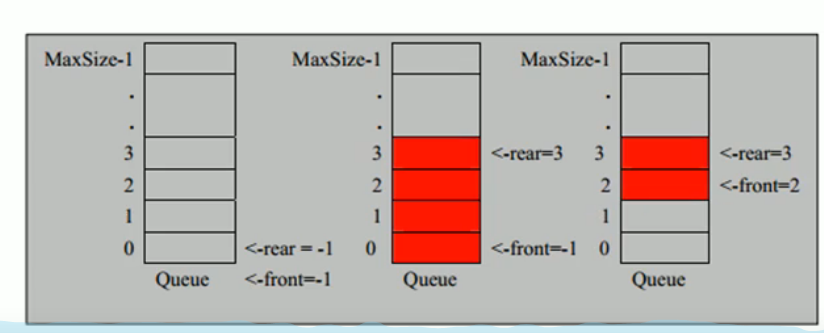 MaxSize-1 MaxSize-1 MaxSize-1
. . .
. . .
3 3 <-rear=3 3 <-rear=3
2 2 2 <-front=2
1 1 1
0 <-rear = -1 0 <-front=-1 0
Queue <-front=-1 Queue Queue